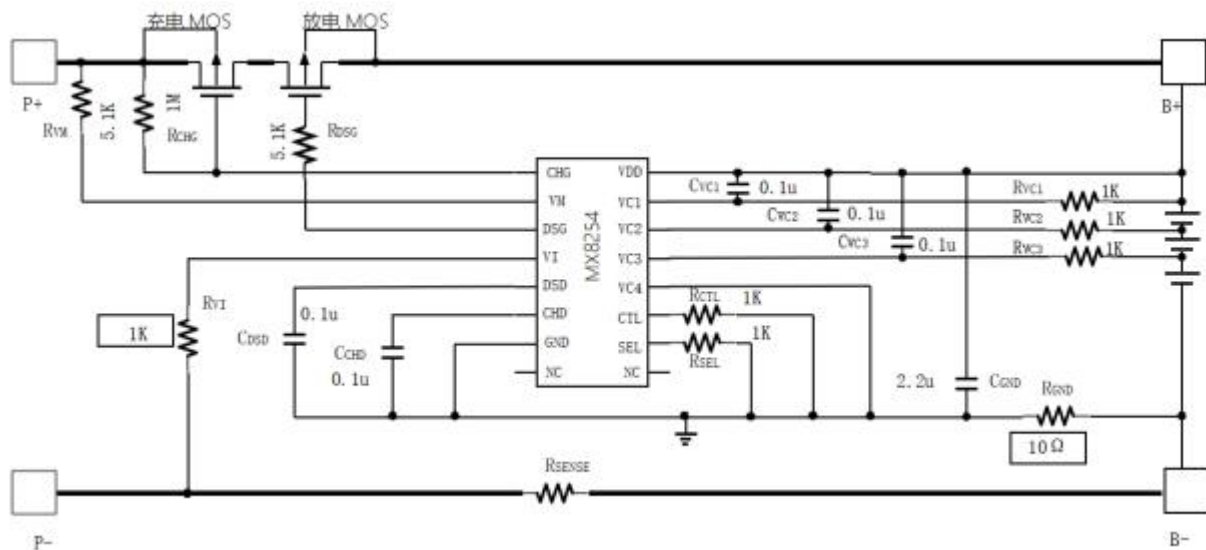 充电 MOS
放电 MOS
P+
RVM
5.1K
RCHG
1M
5.1K
RDSG
B+
CHG
VM
DSG
VI
DSD
CHD
GND
NC
MX8254
VDD
VC1
VC2
VC3
VC4
CTL
SEL
NC
CVC1
0.1u
CVC2
0.1u
CVC3
0.1u
RVC1
1K
RVC2
1K
RVC3
1K
RVI
1K
CDSD
0.1u
CCHD
0.1u
RCTL
1K
1K
RSEL
2.2u
CGND
RGND
10Ω
RSENSE
P-
B-